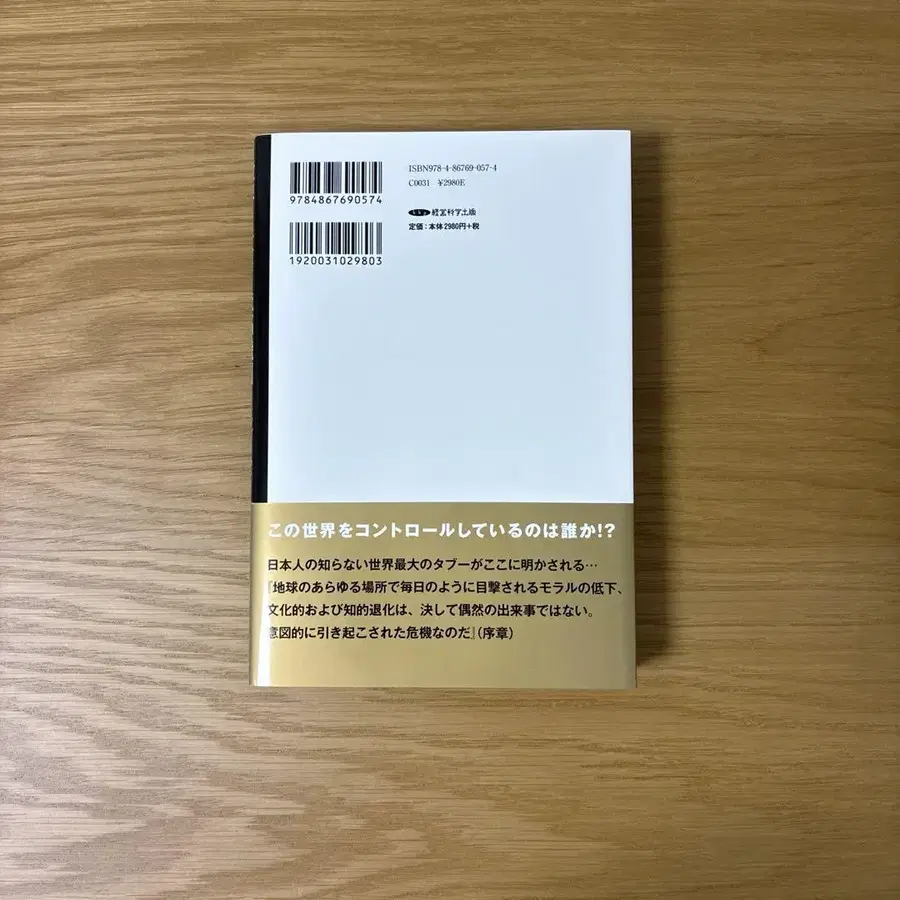 9784867690574
1920031029803
ISBN978-4-86769-057-4
C0031 ¥2980E
経営科学出版
定価：本体2980円+税
この世界をコントロールしているのは誰か!?
日本人の知らない世界最大のタブーがここに明かされる…
『地球のあらゆる場所で毎日のように目撃されるモラルの低下、
文化的および知的退化は、決して偶然の出来事ではない。
意図的に引き起こされた危機なのだ』(序章)